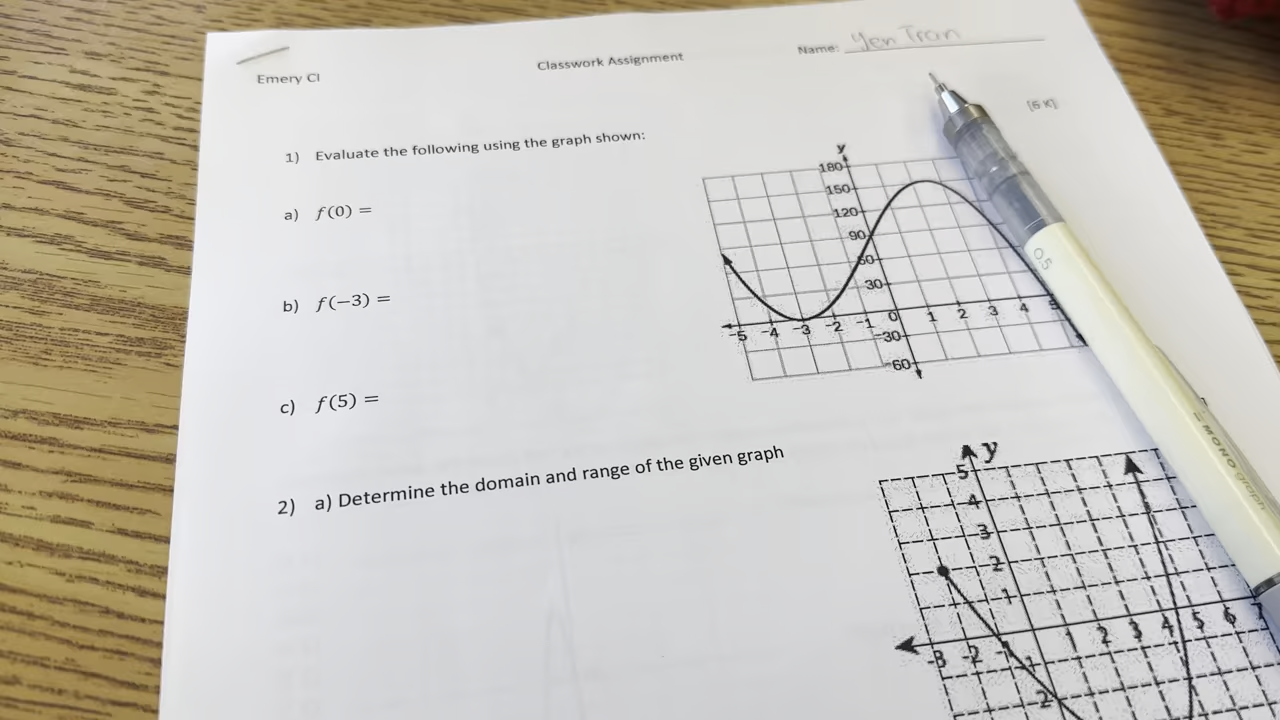 Emery CI
Classwork Assignment
Name: Yen Tran
[6 K]
1) Evaluate the following using the graph shown:
a) f(0) =
b) f(−3) =
c) f(5) =
y
180
150
120
90
60
30
-5 -4 -3 -2 -1 0 1 2 3 4 5
-30
-60
2) a) Determine the domain and range of the given graph
y
5
4
3
2
1
-3 -2 -1 1 2 3 4 5 6 7
-1
2
0.5
MONO graph